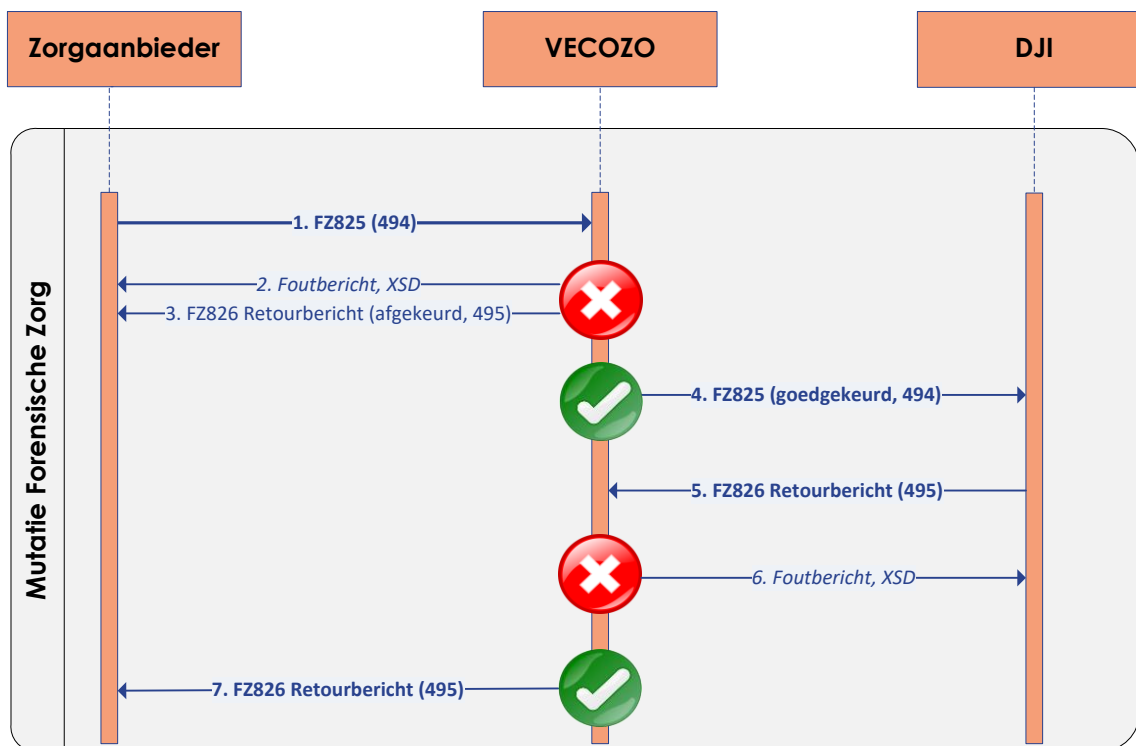 Zorgaanbieder
VECOZO
DJI
Mutatie Forensische Zorg
1. FZ825 (494)
2. Foutbericht, XSD
3. FZ826 Retourbericht (afgekeurd, 495)
4. FZ825 (goedgekeurd, 494)
5. FZ826 Retourbericht (495)
6. Foutbericht, XSD
7. FZ826 Retourbericht (495)